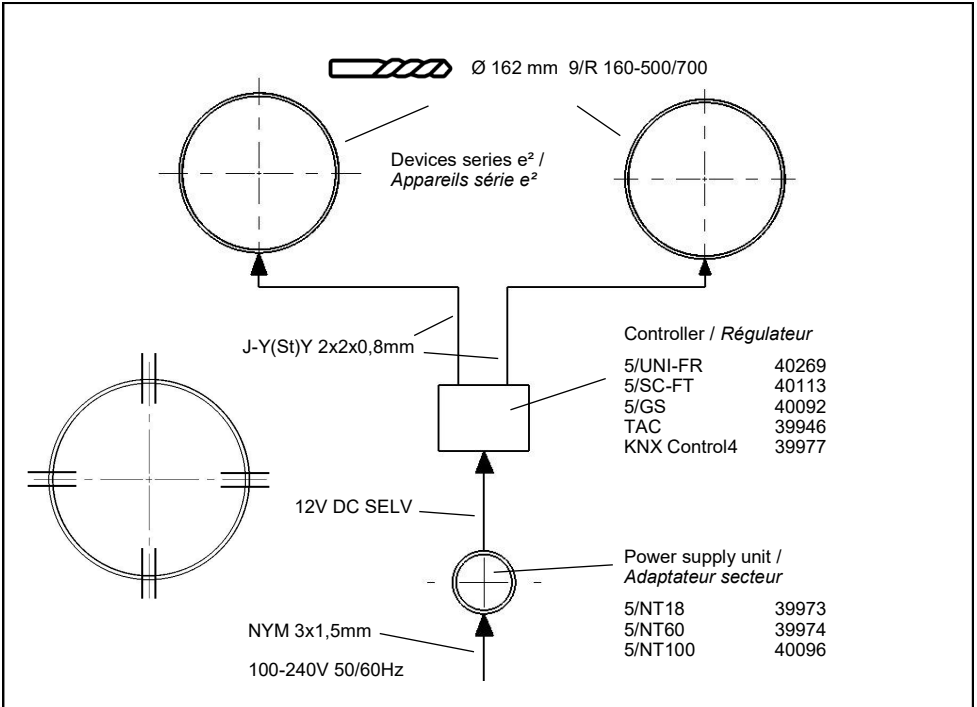 Ø 162 mm 9/R 160-500/700
Devices series e² /
Appareils série e²
J-Y(St)Y 2x2x0,8mm
Controller / Régulateur
5/UNI-FR 40269
5/SC-FT 40113
5/GS 40092
TAC 39946
KNX Control4 39977
12V DC SELV
Power supply unit /
Adaptateur secteur
5/NT18 39973
5/NT60 39974
5/NT100 40096
NYM 3x1,5mm
100-240V 50/60Hz